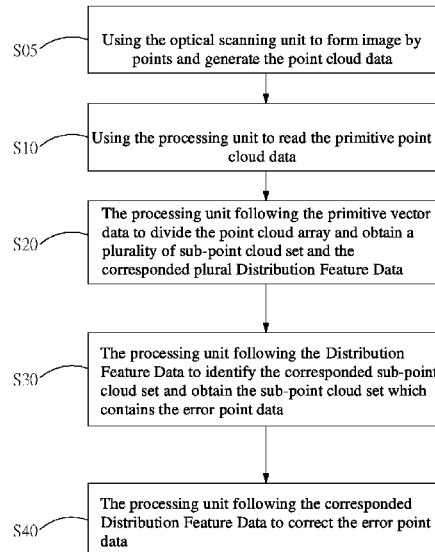 S05
Using the optical scanning unit to form image by
points and generate the point cloud data
S10
Using the processing unit to read the primitive point
cloud data
S20
The processing unit following the primitive vector
data to divide the point cloud array and obtain a
plurality of sub-point cloud set and the
corresponded plural Distribution Feature Data
S30
The processing unit following the Distribution
Feature Data to identify the corresponded sub-point
cloud set and obtain the sub-point cloud set which
contains the error point data
S40
The processing unit following the corresponded
Distribution Feature Data to correct the error point
data